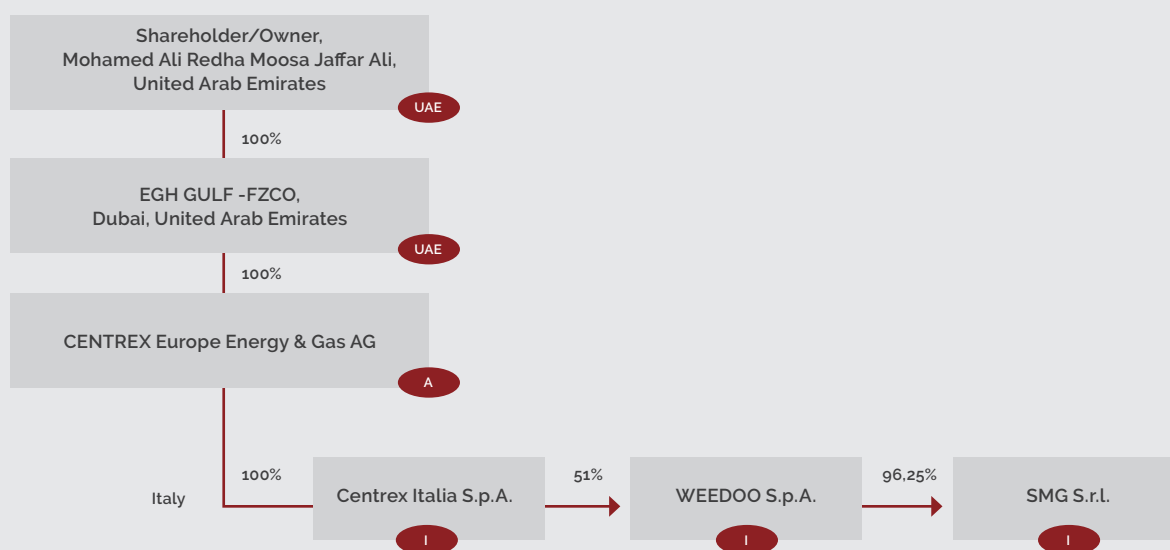 Shareholder/Owner,
Mohamed Ali Redha Moosa Jaffar Ali,
United Arab Emirates
UAE
100%
EGH GULF -FZCO,
Dubai, United Arab Emirates
UAE
100%
CENTREX Europe Energy & Gas AG
A
Italy
100%
Centrex Italia S.p.A.
I
51%
WEEDOO S.p.A.
I
96,25%
SMG S.r.l.
I